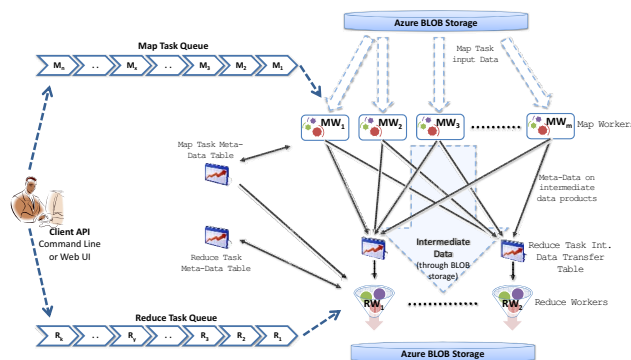 Azure BLOB Storage
Map Task Queue
Map Task
input Data
Mn . . Mx . . M3 M2 M1
MW1 MW2 MW3 MWm
Map Workers
Map Task Meta-
Data Table
Meta-Data on
intermediate
data products
Client API
Command Line
or Web UI
Reduce Task
Meta-Data Table
Intermediate
Data
(through BLOB
storage)
Reduce Task Int.
Data Transfer
Table
RW1 RW2
Reduce Workers
Reduce Task Queue
Rk . . Ry . . R3 R2 R1
Azure BLOB Storage